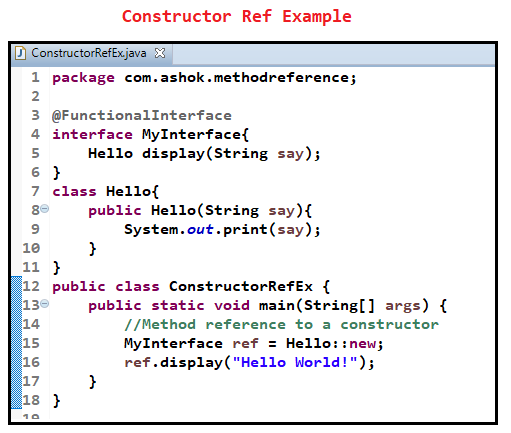 Constructor Ref Example
ConstructorRefEx.java
1 package com.ashok.methodreference;
2
3 @FunctionalInterface
4 interface MyInterface{
5     Hello display(String say);
6 }
7 class Hello{
8     public Hello(String say){
9         System.out.print(say);
10     }
11 }
12 public class ConstructorRefEx {
13     public static void main(String[] args) {
14         //Method reference to a constructor
15         MyInterface ref = Hello::new;
16         ref.display("Hello World!");
17     }
18 }
19